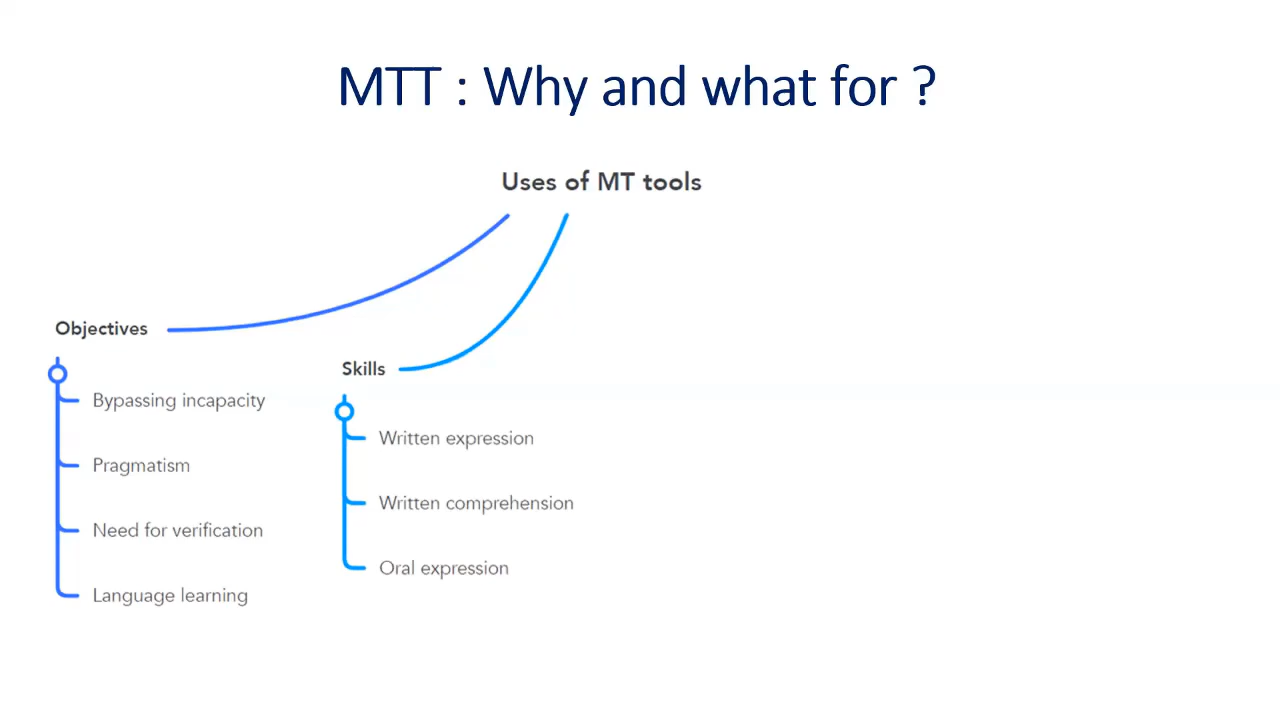 MTT : Why and what for ?
Uses of MT tools
Objectives
Bypassing incapacity
Pragmatism
Need for verification
Language learning
Skills
Written expression
Written comprehension
Oral expression